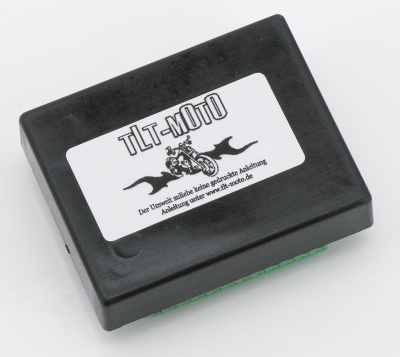 TLT-MOTO
Der Umwelt zuliebe keine gedruckte Anleitung
Anleitung unter www.tlt-moto.de